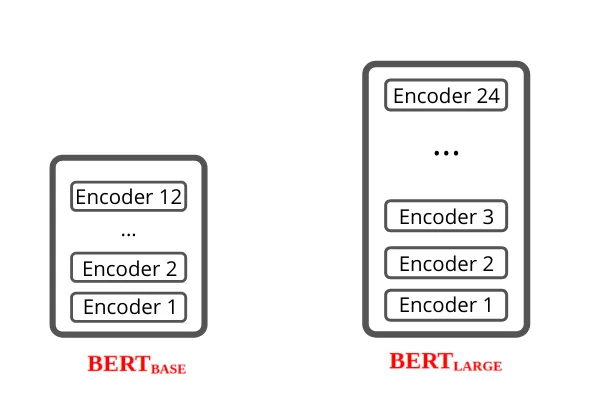 Encoder 12
...
Encoder 2
Encoder 1
BERTBASE
Encoder 24
...
Encoder 3
Encoder 2
Encoder 1
BERTLARGE